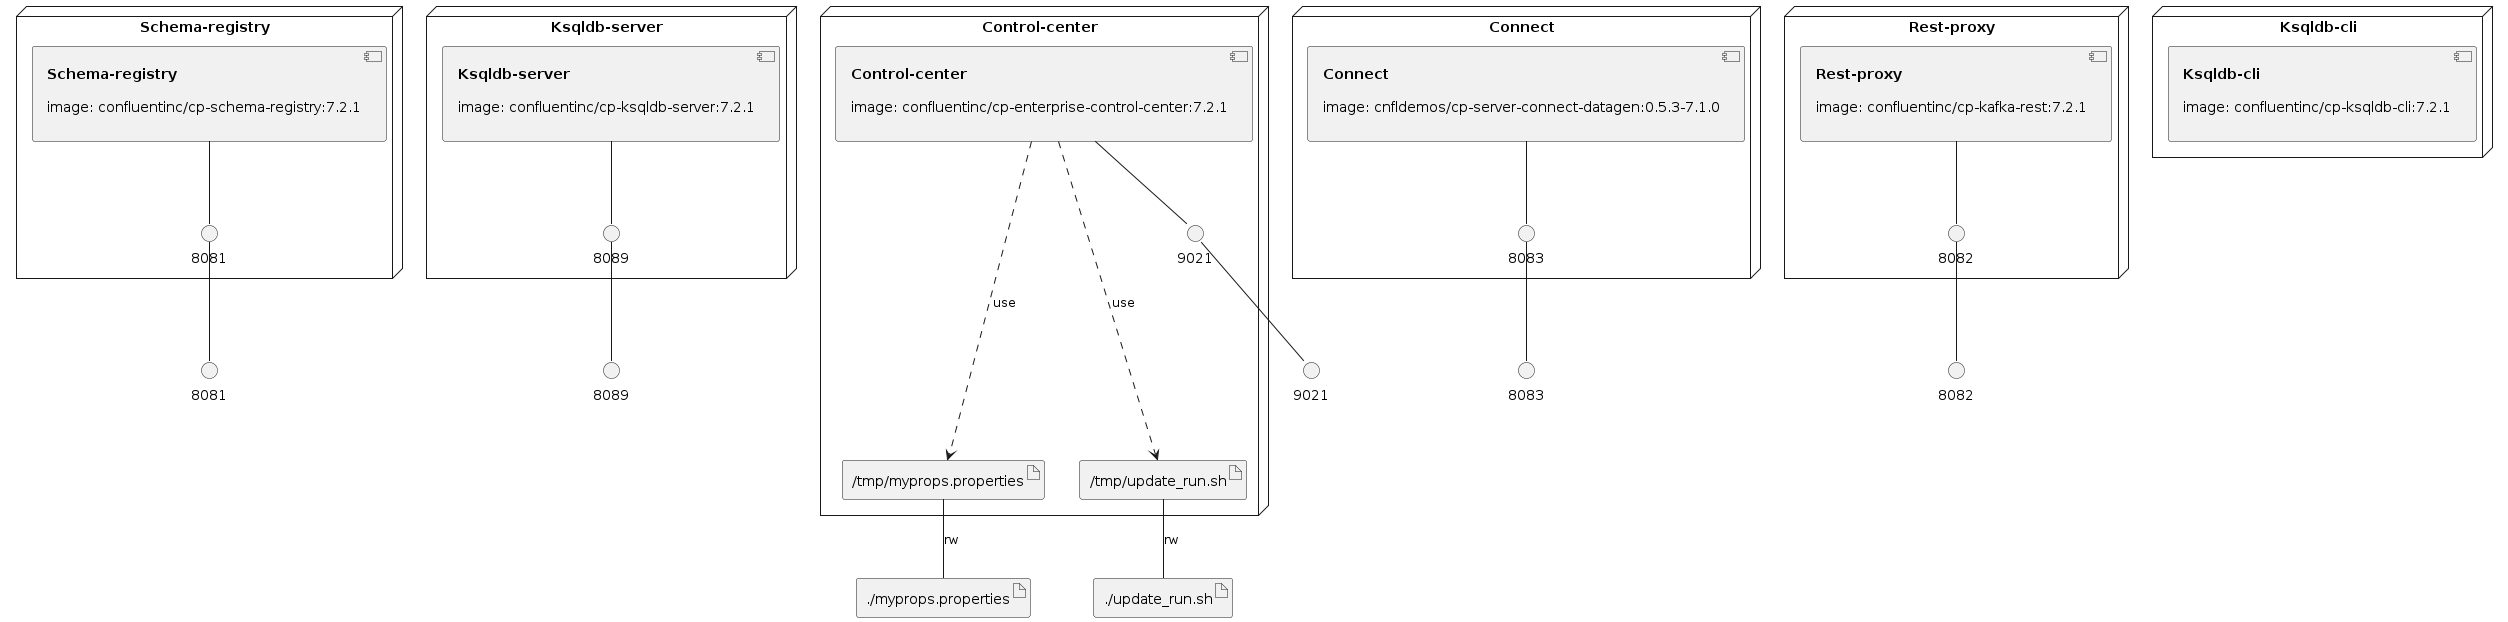 Schema-registry
Schema-registry
image: confluentinc/cp-schema-registry:7.2.1
8081
8081
Ksqldb-server
Ksqldb-server
image: confluentinc/cp-ksqldb-server:7.2.1
8089
8089
Control-center
Control-center
image: confluentinc/cp-enterprise-control-center:7.2.1
9021
use
use
9021
/tmp/myprops.properties
/tmp/update_run.sh
rw
rw
./myprops.properties
./update_run.sh
Connect
Connect
image: cnfldemos/cp-server-connect-datagen:0.5.3-7.1.0
8083
8083
Rest-proxy
Rest-proxy
image: confluentinc/cp-kafka-rest:7.2.1
8082
8082
Ksqldb-cli
Ksqldb-cli
image: confluentinc/cp-ksqldb-cli:7.2.1